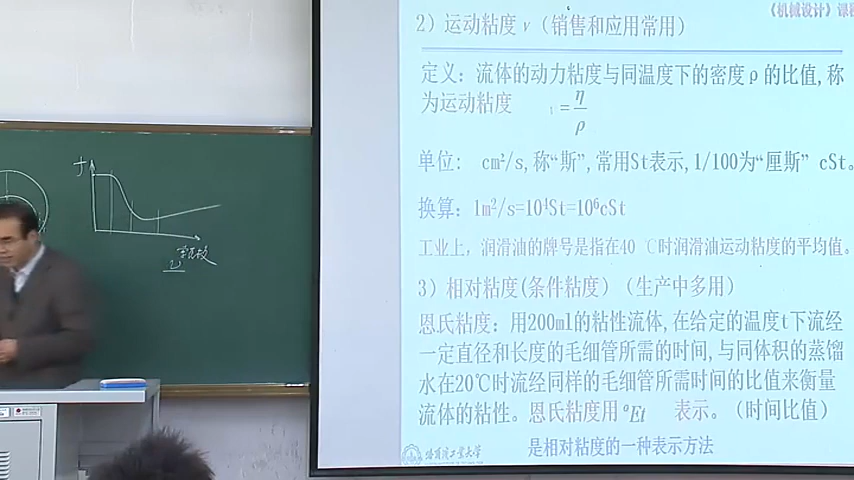 《机械设计》课
2）运动粘度 ν（销售和应用常用）
定义：流体的动力粘度与同温度下的密度ρ的比值,称
为运动粘度 ν=η/ρ
单位： cm²/s,称“斯”,常用St表示,1/100为“厘斯” cSt。
换算：1m²/s=10⁴St=10⁶cSt
工业上，润滑油的牌号是指在40 ℃时润滑油运动粘度的平均值。
3）相对粘度(条件粘度）（生产中多用）
恩氏粘度：用200ml的粘性流体,在给定的温度t下流经
一定直径和长度的毛细管所需的时间,与同体积的蒸馏
水在20℃时流经同样的毛细管所需时间的比值来衡量
流体的粘性。恩氏粘度用°Et 表示。（时间比值）
是相对粘度的一种表示方法
f